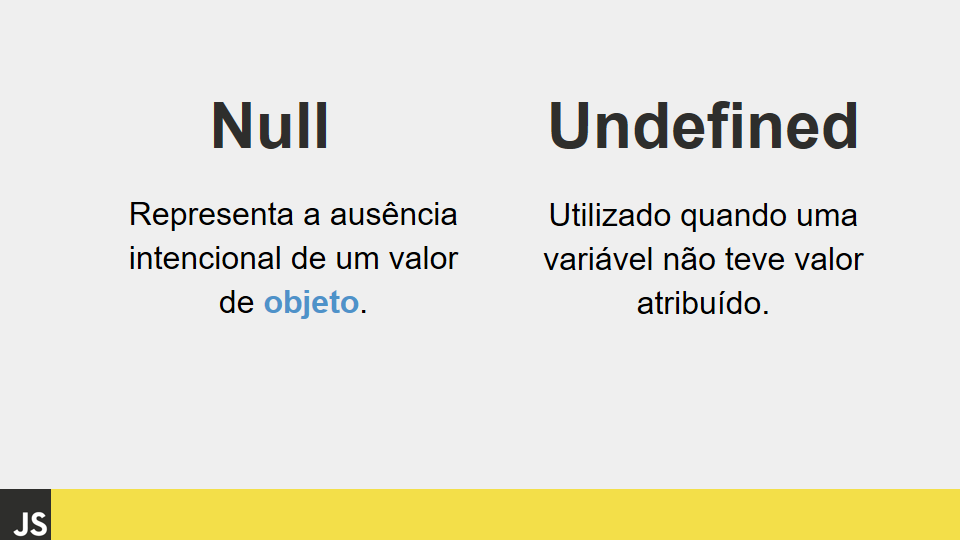 Null
Representa a ausência
intencional de um valor
de objeto.
Undefined
Utilizado quando uma
variável não teve valor
atribuído.
JS